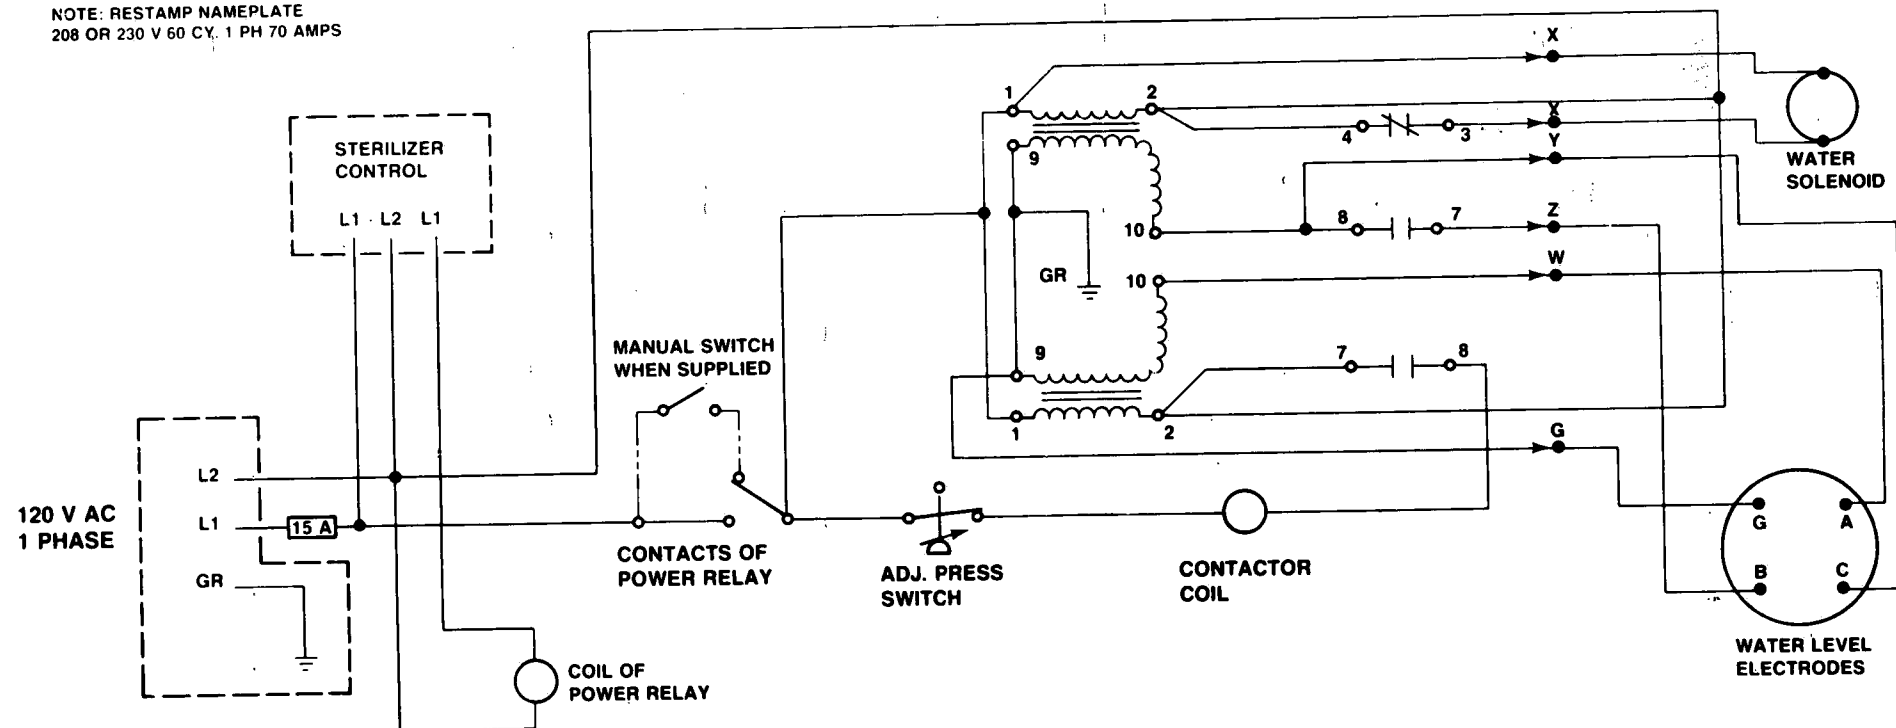 NOTE: RESTAMP NAMEPLATE
208 OR 230 V 60 CY. 1 PH 70 AMPS
X
1
2
X
4
3
Y
9
WATER
SOLENOID
STERILIZER
CONTROL
L1 L2 L1
8
7
Z
10
W
GR
10
MANUAL SWITCH
WHEN SUPPLIED
9
7
8
1
2
G
L2
120 V AC
1 PHASE
L1
15 A
GR
CONTACTS OF
POWER RELAY
ADJ. PRESS
SWITCH
CONTACTOR
COIL
G
A
B
C
WATER LEVEL
ELECTRODES
COIL OF
POWER RELAY